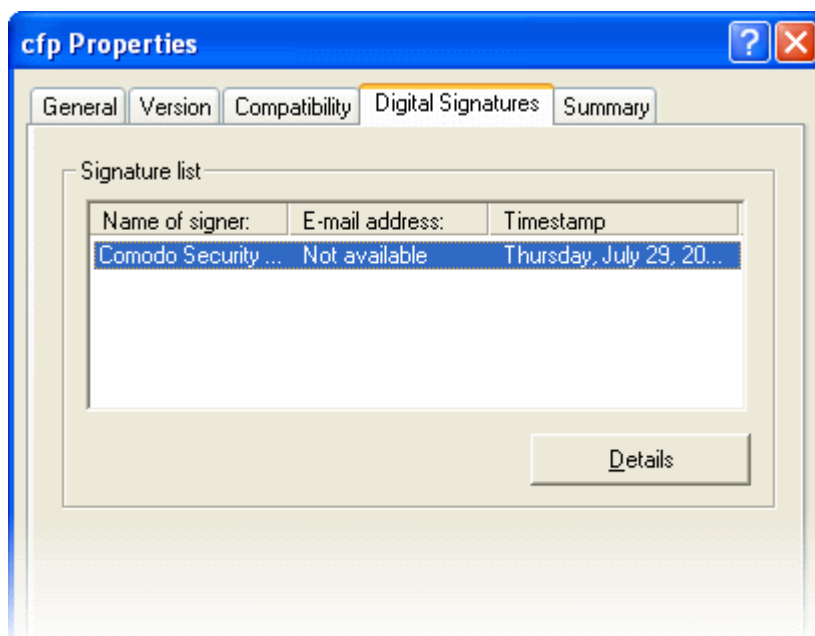 cfp Properties
General Version Compatibility Digital Signatures Summary
Signature list
Name of signer: E-mail address: Timestamp
Comodo Security ... Not available Thursday, July 29, 20...
Details